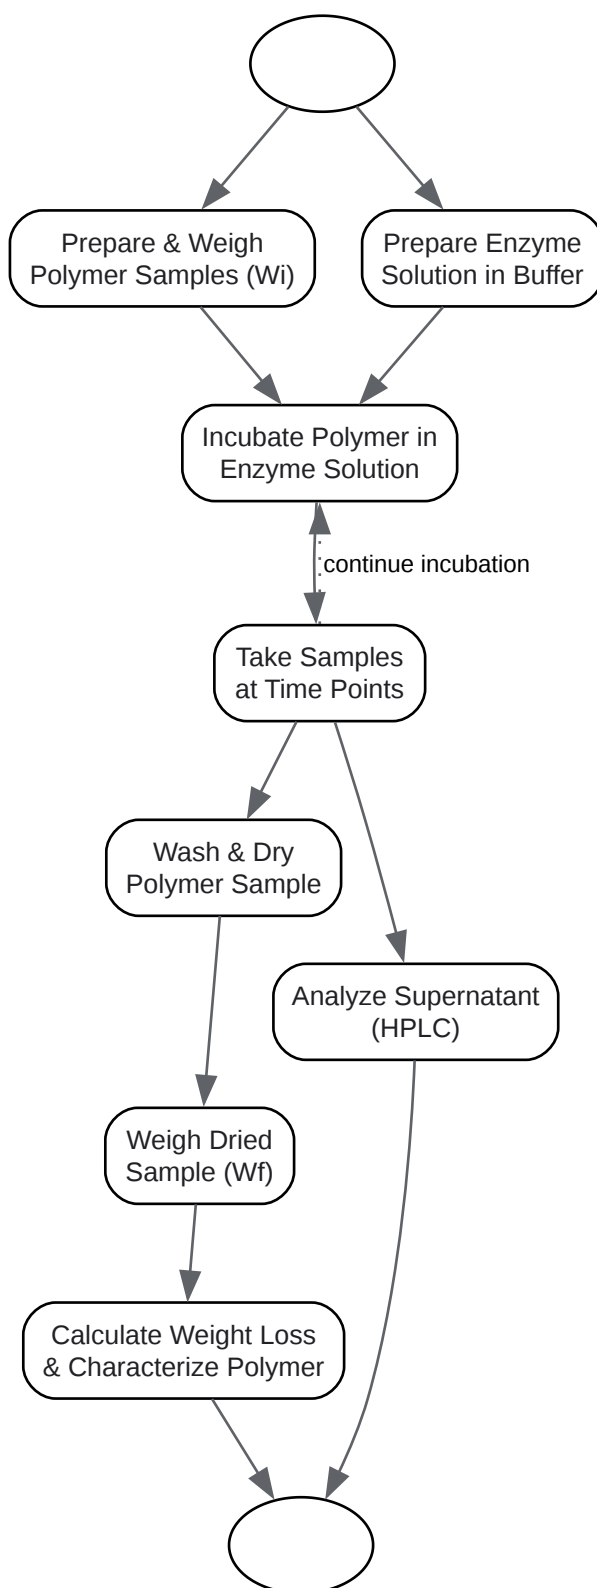 Prepare & Weigh
Polymer Samples (Wi)
Prepare Enzyme
Solution in Buffer
Incubate Polymer in
Enzyme Solution
continue incubation
Take Samples
at Time Points
Wash & Dry
Polymer Sample
Analyze Supernatant
(HPLC)
Weigh Dried
Sample (Wf)
Calculate Weight Loss
& Characterize Polymer